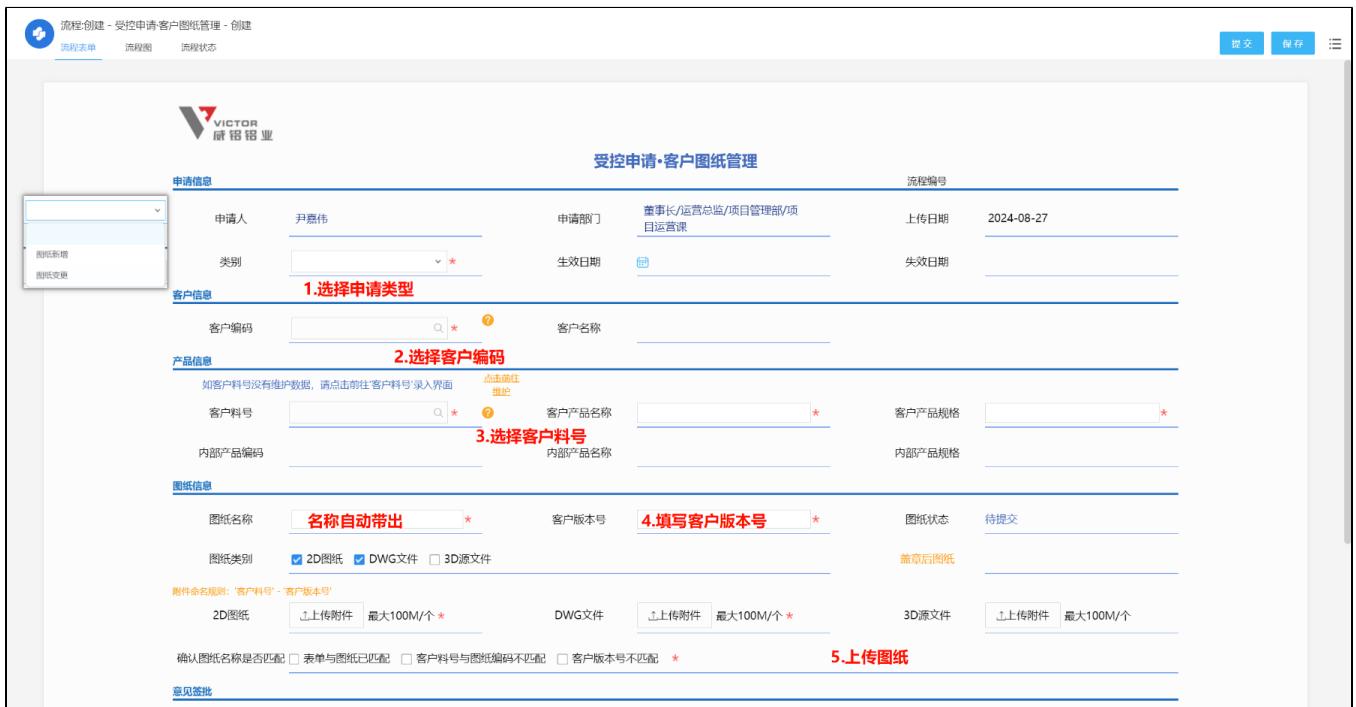 流程:创建 - 受控申请·客户图纸管理 - 创建
流程表单 流程图 流程状态
提交 保存
VICTOR
威铝铝业
受控申请•客户图纸管理
申请信息 流程编号
申请人 尹嘉伟 申请部门 董事长/运营总监/项目管理部/项
目运营课 上传日期 2024-08-27
图纸新增
图纸变更
类别 * 生效日期 失效日期
1.选择申请类型
客户信息
客户编码 * ? 客户名称
2.选择客户编码
产品信息
如客户料号没有维护数据，请点击前往'客户料号'录入界面 点击前往
维护
客户料号 * ? 客户产品名称 * 客户产品规格 *
3.选择客户料号
内部产品编码 内部产品名称 内部产品规格
图纸信息
图纸名称 名称自动带出 * 客户版本号 4.填写客户版本号 * 图纸状态 待提交
图纸类别 2D图纸 DWG文件 3D源文件 盖章后图纸
附件命名规则：'客户料号' - '客户版本号'
2D图纸 上传附件 最大100M/个 * DWG文件 上传附件 最大100M/个 * 3D源文件 上传附件 最大100M/个
确认图纸名称是否匹配 表单与图纸已匹配 客户料号与图纸编码不匹配 客户版本号不匹配 * 5.上传图纸
意见签批